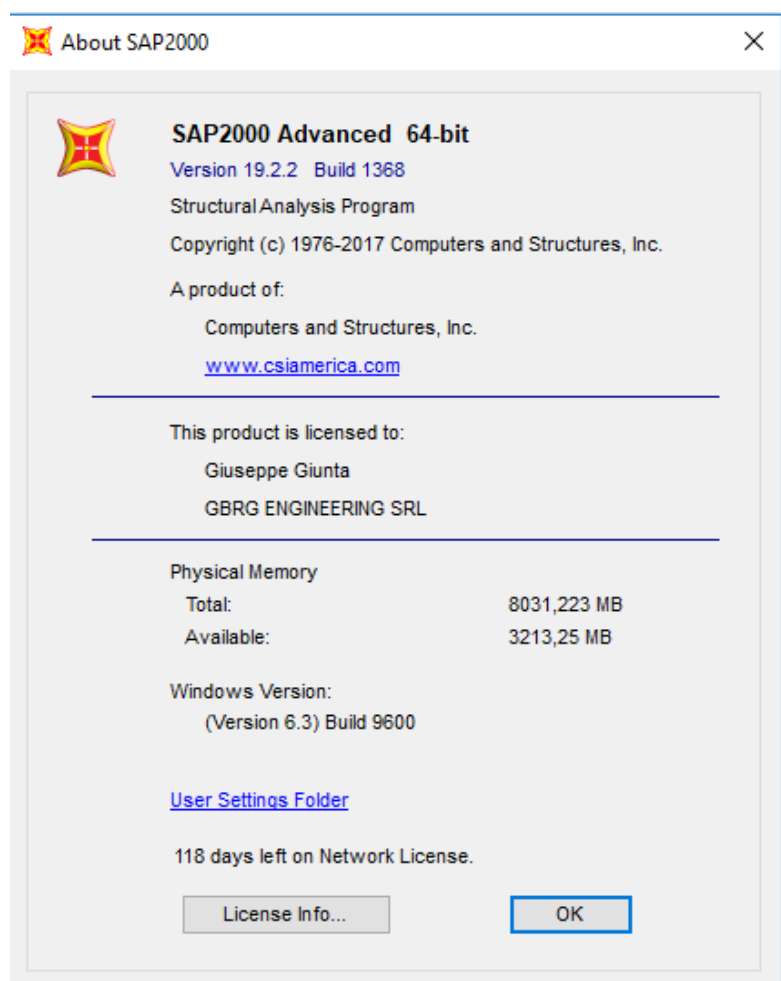 About SAP2000
SAP2000 Advanced 64-bit
Version 19.2.2 Build 1368
Structural Analysis Program
Copyright (c) 1976-2017 Computers and Structures, Inc.
A product of:
Computers and Structures, Inc.
www.csiamerica.com
This product is licensed to:
Giuseppe Giunta
GBRG ENGINEERING SRL
Physical Memory
Total: 8031,223 MB
Available: 3213,25 MB
Windows Version:
(Version 6.3) Build 9600
User Settings Folder
118 days left on Network License.
License Info... OK